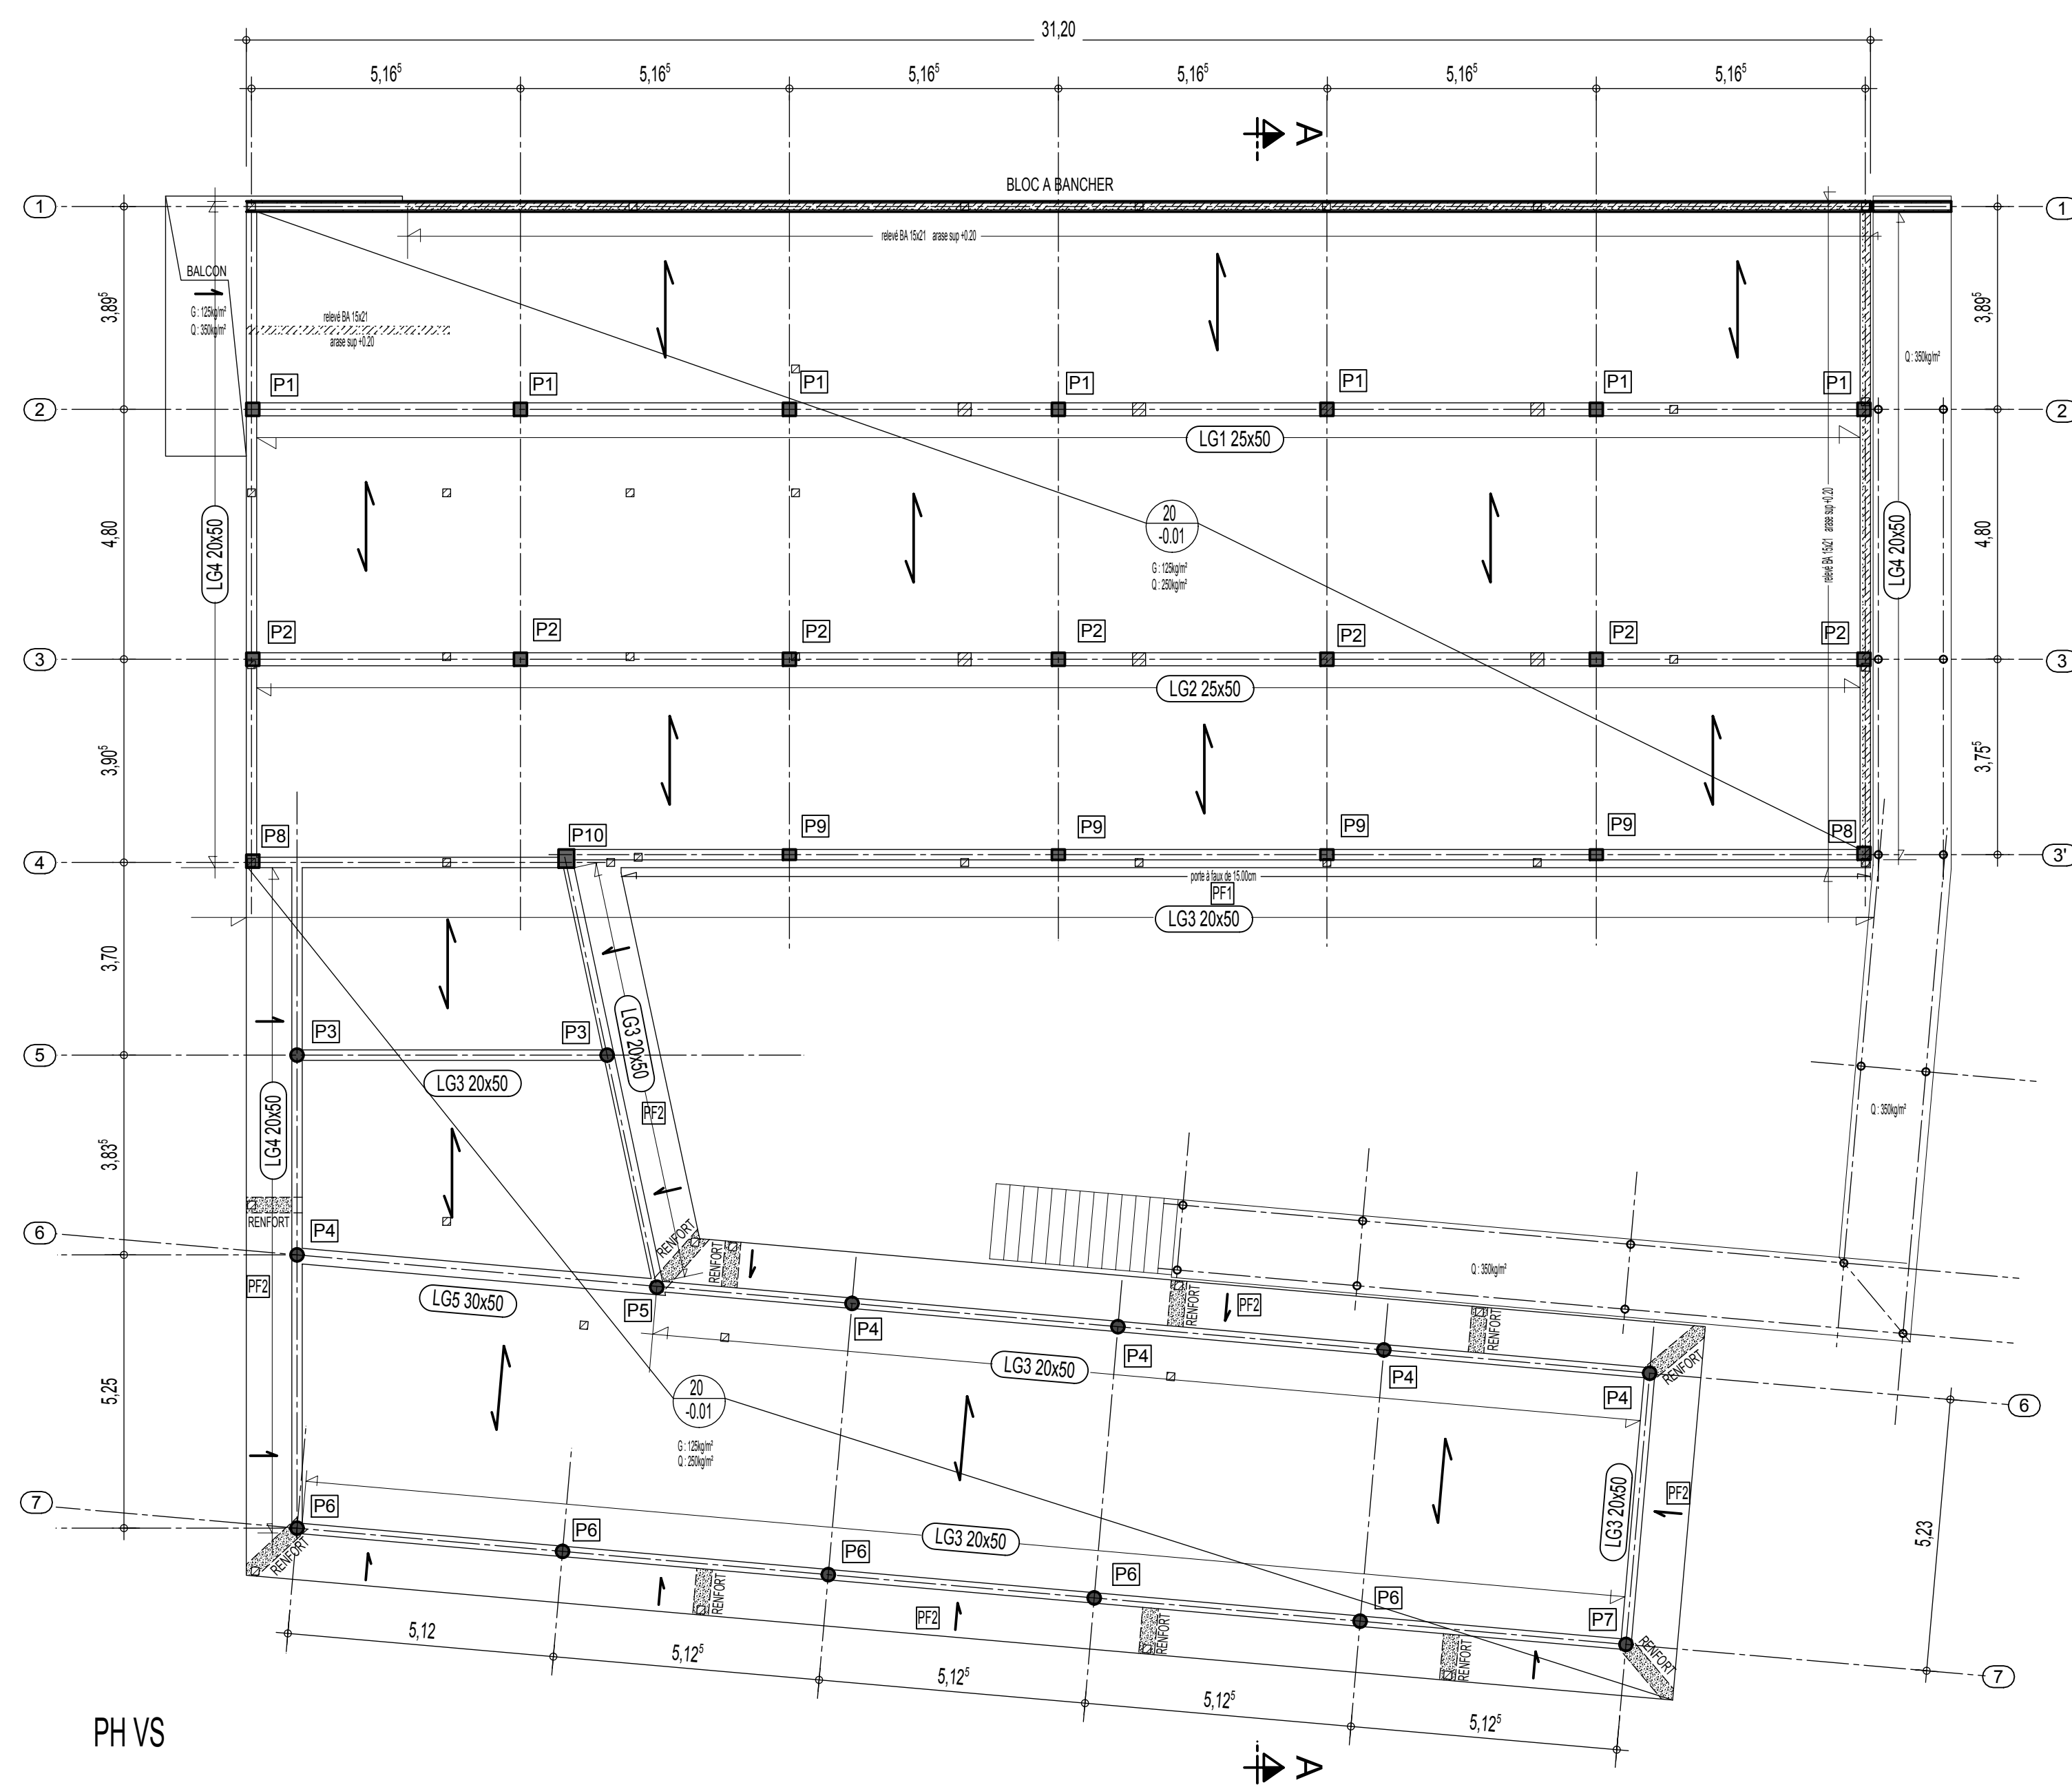 31,20
5,16⁵ 5,16⁵ 5,16⁵ 5,16⁵ 5,16⁵ 5,16⁵
A
BLOC A BANCHER
1 1
relevé BA 15x21 arase sup +0.20
BALCON
G : 125kg/m²
Q : 350kg/m²
relevé BA 15x21
arase sup +0.20
3,89⁵ 3,89⁵
Q : 350kg/m²
P1 P1 P1 P1 P1 P1 P1
2 2
LG1 25x50
LG4 20x50
4,80
20
-0.01
G : 125kg/m²
Q : 250kg/m²
relevé BA 15x21 arase sup +0.20
LG4 20x50
4,80
P2 P2 P2 P2 P2 P2 P2
3 3
LG2 25x50
3,90⁵ 3,75⁵
P8 P10 P9 P9 P9 P9 P8
4 3'
porte à faux de 15.00cm
PF1
LG3 20x50
3,70
P3 P3
5
LG3 20x50
LG3 20x50
PF2
LG4 20x50
3,83⁵
Q : 350kg/m²
RENFORT
P4
6
PF2
LG5 30x50
P5
RENFORT
RENFORT
P4
RENFORT
PF2
P4
RENFORT
P4
Q : 350kg/m²
RENFORT
P4
LG3 20x50
6
5,25
20
-0.01
G : 125kg/m²
Q : 250kg/m²
LG3 20x50
PF2
5,23
7
P6 P6 P6 P6 P6 P7
LG3 20x50
RENFORT
RENFORT
PF2
RENFORT
RENFORT
RENFORT
7
5,12 5,12⁵ 5,12⁵ 5,12⁵ 5,12⁵
PH VS
A